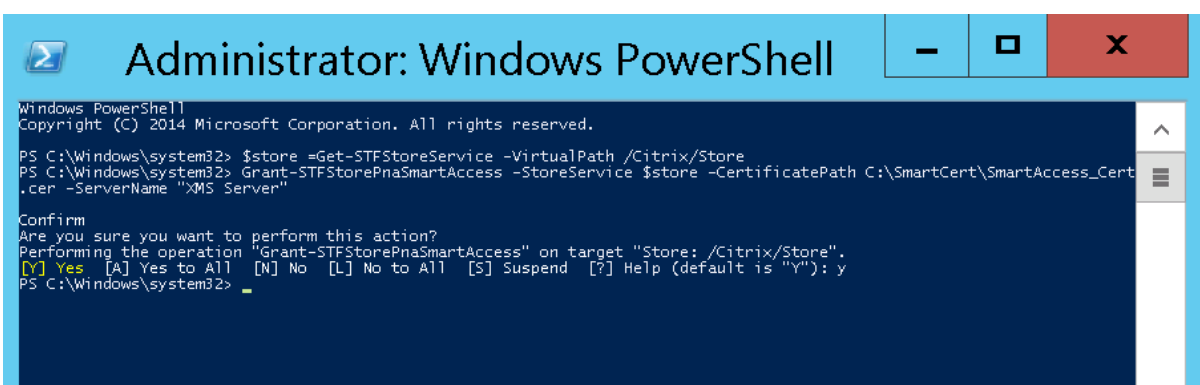 Administrator: Windows PowerShell
Windows PowerShell
Copyright (C) 2014 Microsoft Corporation. All rights reserved.
PS C:\Windows\system32> $store =Get-STFStoreService -VirtualPath /Citrix/Store
PS C:\Windows\system32> Grant-STFStorePnaSmartAccess -StoreService $store -CertificatePath C:\SmartCert\SmartAccess_Cert
.cer -ServerName "XMS Server"
Confirm
Are you sure you want to perform this action?
Performing the operation "Grant-STFStorePnaSmartAccess" on target "Store: /Citrix/Store".
[Y] Yes  [A] Yes to All  [N] No  [L] No to All  [S] Suspend  [?] Help (default is "Y"): y
PS C:\Windows\system32>